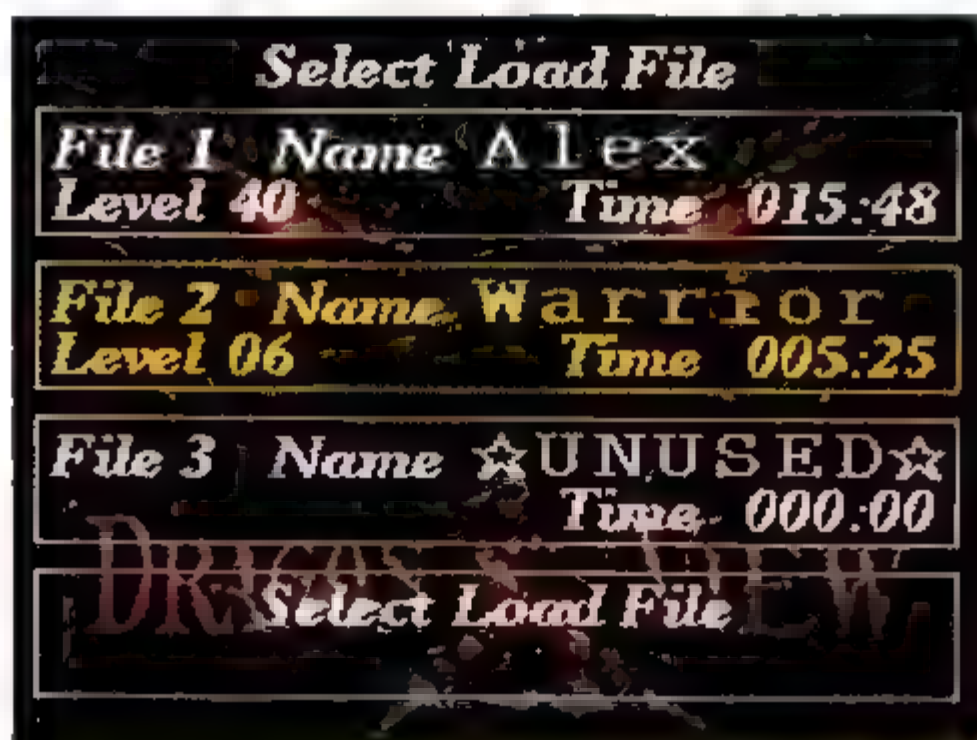 Select Load File
File 1 Name Alex
Level 40 Time 015:48
File 2 Name Warrior
Level 06 Time 005:25
File 3 Name ☆UNUSED☆
Time 000:00
Select Load File